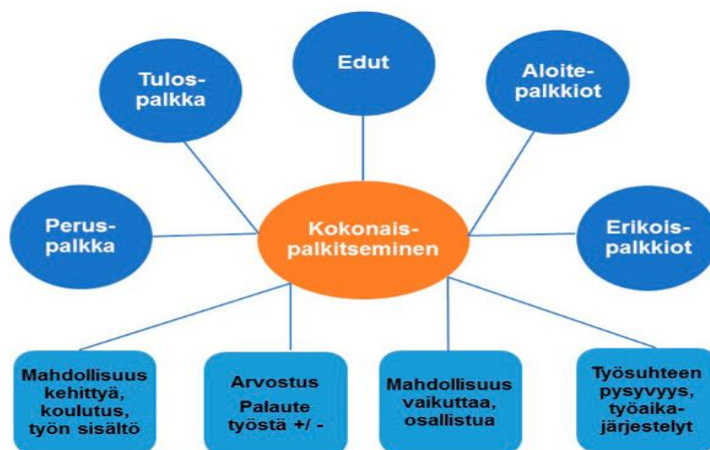 Edut
Tulos-
palkka
Aloite-
palkkiot
Perus-
palkka
Kokonais-
palkitseminen
Erikois-
palkkiot
Mahdollisuus
kehittyä,
koulutus,
työn sisältö
Arvostus
Palaute
työstä +/ -
Mahdollisuus
vaikuttaa,
osallistua
Työsuhteen
pysyvyys,
työaika-
järjestelyt